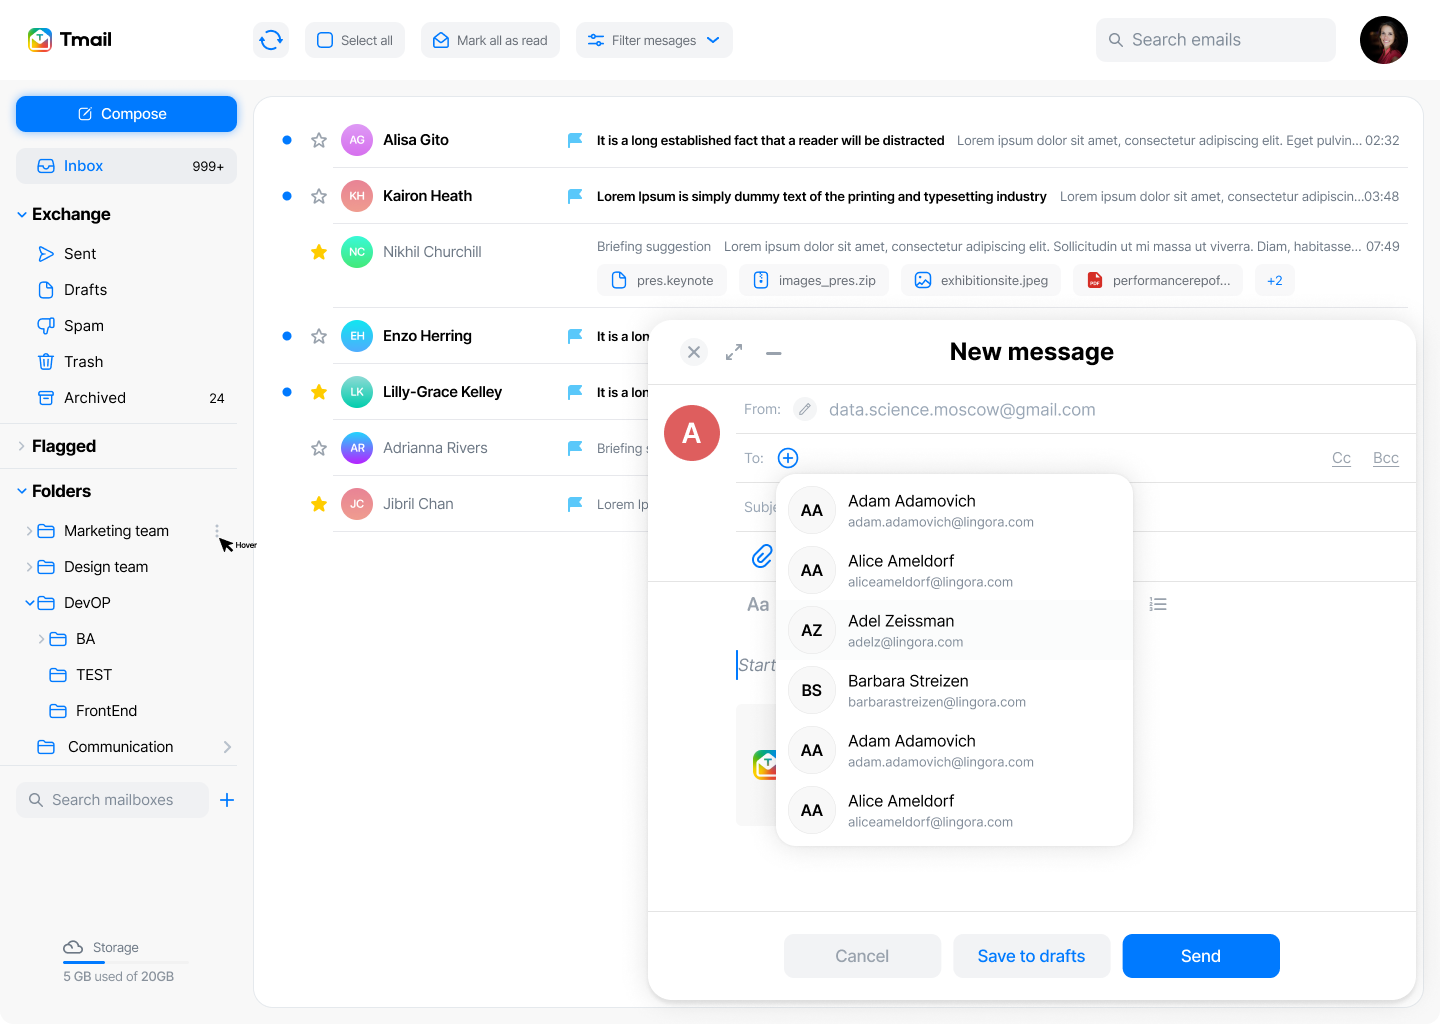 Tmail
Select all
Mark all as read
Filter mesages
Search emails
Compose
Inbox 999+
Exchange
Sent
Drafts
Spam
Trash
Archived 24
Flagged
Folders
Marketing team
Hover
Design team
DevOP
BA
TEST
FrontEnd
Communication
Search mailboxes
Storage
5 GB used of 20GB
AG Alisa Gito It is a long established fact that a reader will be distracted Lorem ipsum dolor sit amet, consectetur adipiscing elit. Eget pulvin... 02:32
KH Kairon Heath Lorem Ipsum is simply dummy text of the printing and typesetting industry Lorem ipsum dolor sit amet, consectetur adipiscin...03:48
NC Nikhil Churchill Briefing suggestion Lorem ipsum dolor sit amet, consectetur adipiscing elit. Sollicitudin ut mi massa ut viverra. Diam, habitasse... 07:49
pres.keynote images_pres.zip exhibitionsite.jpeg PDF performancerepof... +2
EH Enzo Herring It is a lon
LK Lilly-Grace Kelley It is a lon
AR Adrianna Rivers Briefing s
JC Jibril Chan Lorem Ip
New message
A
From: data.science.moscow@gmail.com
To: Cc Bcc
Subje
Aa
Start
T
AA Adam Adamovich
adam.adamovich@lingora.com
AA Alice Ameldorf
aliceameldorf@lingora.com
AZ Adel Zeissman
adelz@lingora.com
BS Barbara Streizen
barbarastreizen@lingora.com
AA Adam Adamovich
adam.adamovich@lingora.com
AA Alice Ameldorf
aliceameldorf@lingora.com
Cancel
Save to drafts
Send